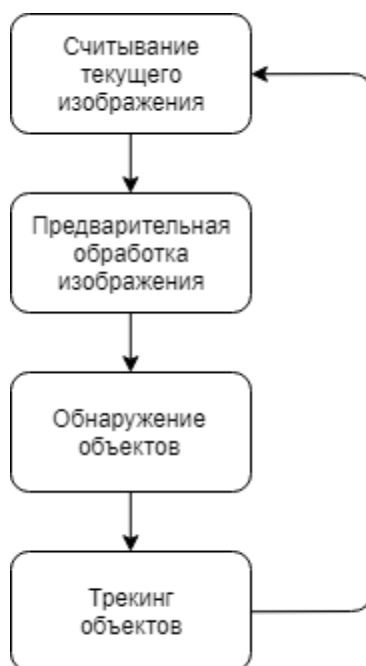 Считывание
текущего
изображения
Предварительная
обработка
изображения
Обнаружение
объектов
Трекинг
объектов